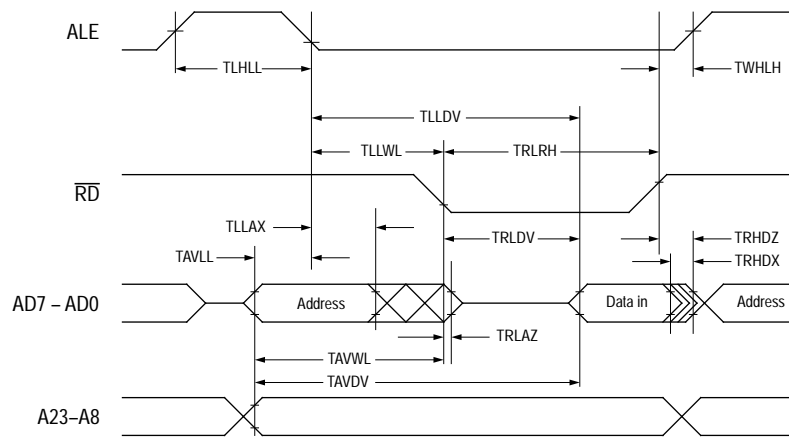 ALE
TLHLL
TWHLH
TLLDV
TLLWL
TRLRH
RD
TLLAX
TRLDV
TRHDZ
TAVLL
TRHDX
AD7 – AD0
Address
Data in
Address
TRLAZ
TAVWL
TAVDV
A23–A8